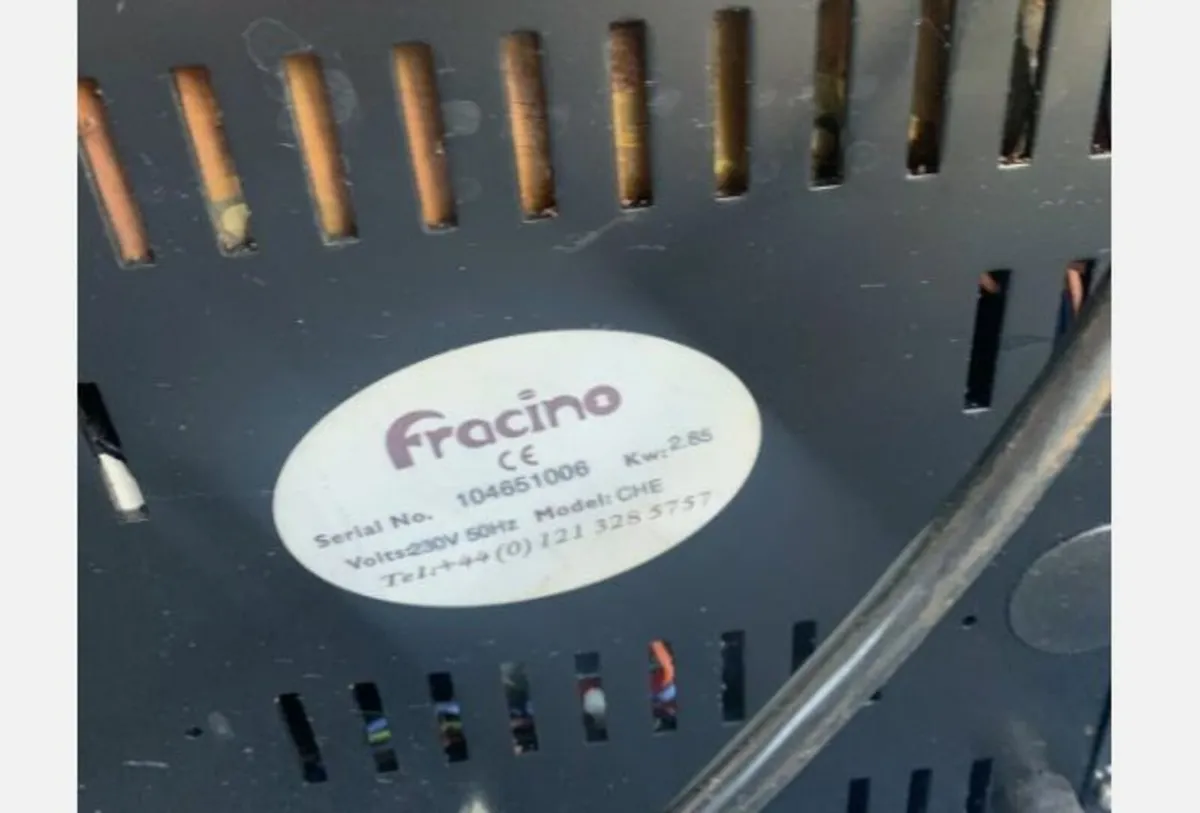 Fracino
CE
Serial No. 104651006 Kw: 2.85
Volts:230V 50Hz Model: CHE
Tel:+44 (0) 121 328 5757